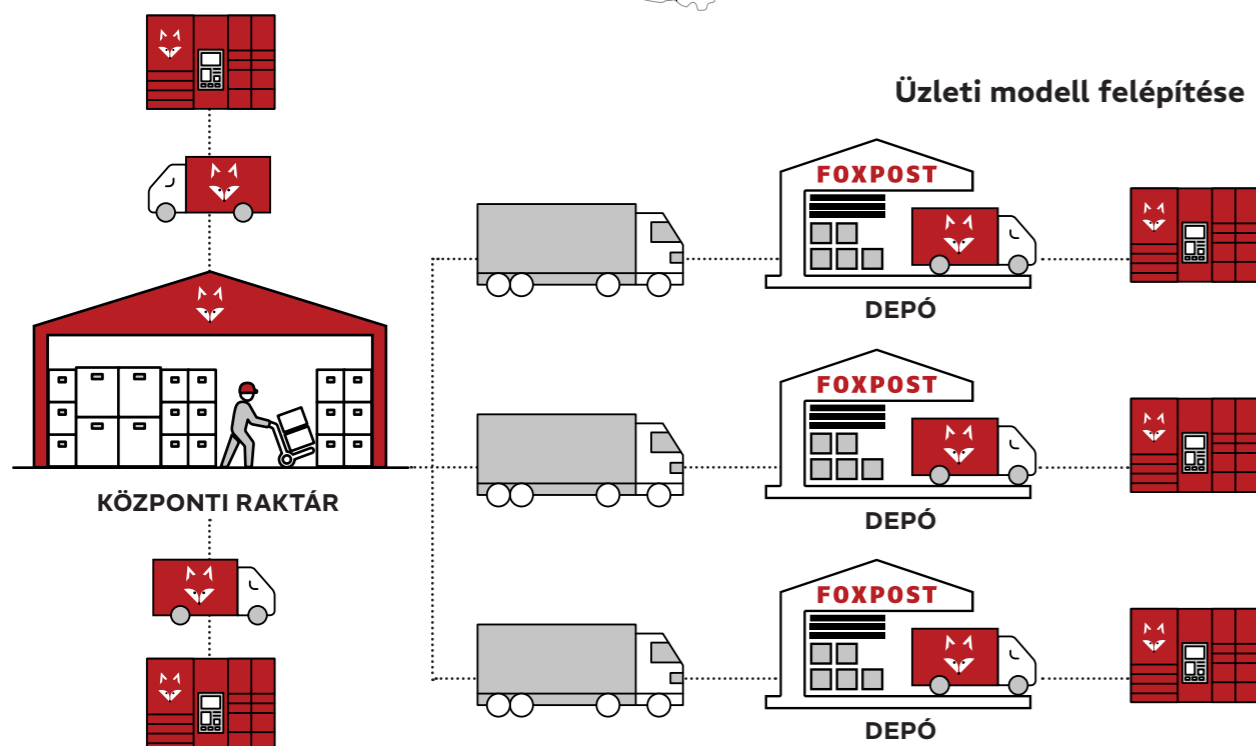 Üzleti modell felépítése
FOXPOST
DEPÓ
KÖZPONTI RAKTÁR
FOXPOST
DEPÓ
FOXPOST
DEPÓ